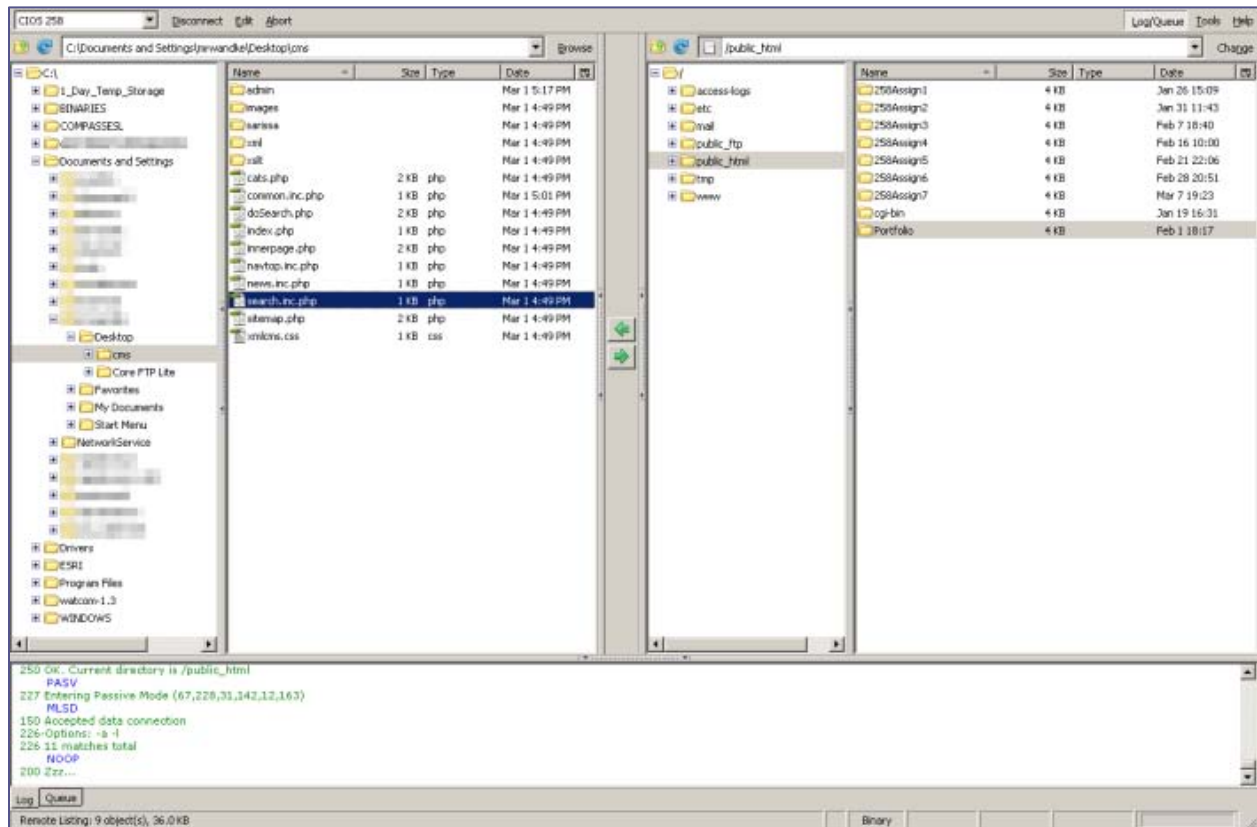 CIOS 258 Disconnect Edit Abort Log/Queue Tools Help
C:\Documents and Settings\nrwandke\Desktop\cms Browse
/public_html Change
C:\
1_Day_Temp_Storage
BINARIES
COMPASSESL
Documents and Settings
Desktop
cms
Core FTP Lite
Favorites
My Documents
Start Menu
NetworkService
Drivers
ESRI
Program Files
watcom-1.3
WINDOWS
Name Size Type Date
admin Mar 1 5:17 PM
images Mar 1 4:49 PM
sarissa Mar 1 4:49 PM
xml Mar 1 4:49 PM
xslt Mar 1 4:49 PM
cats.php 2 KB php Mar 1 4:49 PM
common.inc.php 1 KB php Mar 1 5:01 PM
doSearch.php 2 KB php Mar 1 4:49 PM
index.php 1 KB php Mar 1 4:49 PM
innerpage.php 2 KB php Mar 1 4:49 PM
navtop.inc.php 1 KB php Mar 1 4:49 PM
news.inc.php 1 KB php Mar 1 4:49 PM
search.inc.php 1 KB php Mar 1 4:49 PM
sitemap.php 2 KB php Mar 1 4:49 PM
xmlcms.css 1 KB css Mar 1 4:49 PM
/
access-logs
etc
mail
public_ftp
public_html
tmp
www
Name Size Type Date
258Assign1 4 KB Jan 26 15:09
258Assign2 4 KB Jan 31 11:43
258Assign3 4 KB Feb 7 18:40
258Assign4 4 KB Feb 16 10:00
258Assign5 4 KB Feb 21 22:06
258Assign6 4 KB Feb 28 20:51
258Assign7 4 KB Mar 7 19:23
cgi-bin 4 KB Jan 19 16:31
Portfolio 4 KB Feb 1 18:17
250 OK. Current directory is /public_html
PASV
227 Entering Passive Mode (67,228,31,142,12,163)
MLSD
150 Accepted data connection
226-Options: -a -l
226 11 matches total
NOOP
200 Zzz...
Log Queue
Remote Listing: 9 object(s), 36.0 KB Binary